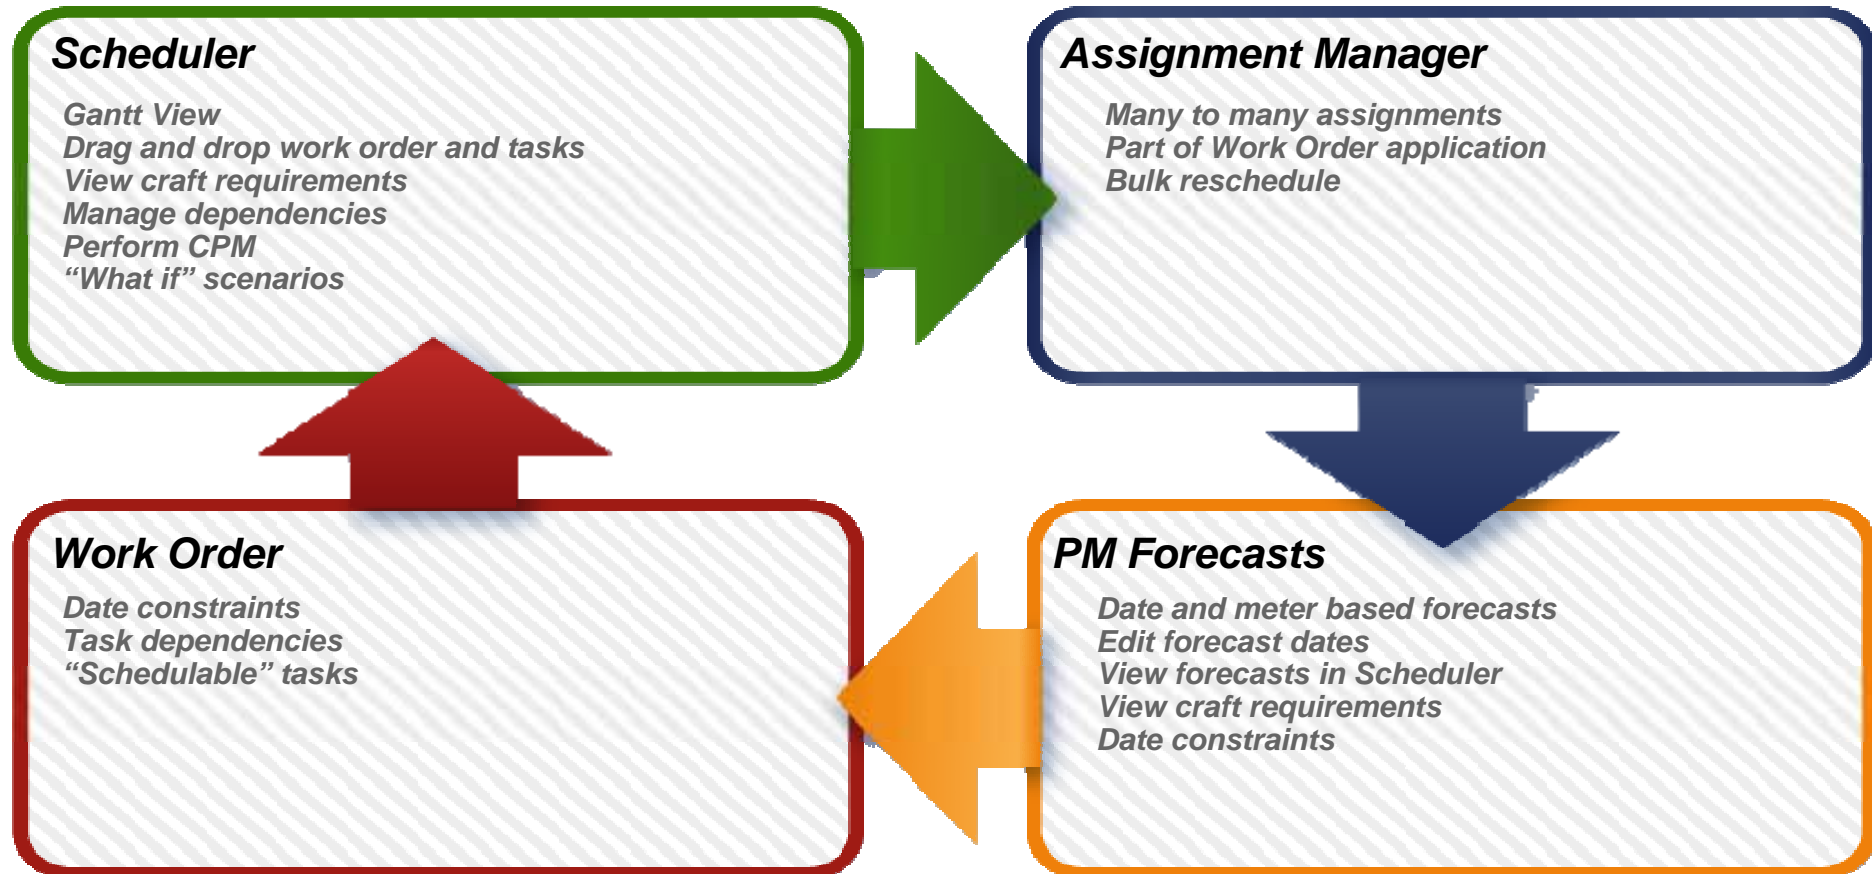 Scheduler
Gantt View
Drag and drop work order and tasks
View craft requirements
Manage dependencies
Perform CPM
“What if” scenarios
Assignment Manager
Many to many assignments
Part of Work Order application
Bulk reschedule
Work Order
Date constraints
Task dependencies
“Schedulable” tasks
PM Forecasts
Date and meter based forecasts
Edit forecast dates
View forecasts in Scheduler
View craft requirements
Date constraints